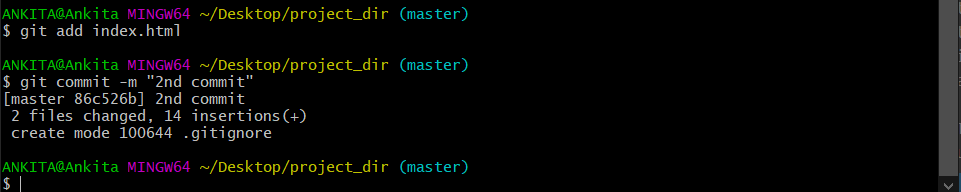 ANKITA@Ankita MINGW64 ~/Desktop/project_dir (master)
$ git add index.html
ANKITA@Ankita MINGW64 ~/Desktop/project_dir (master)
$ git commit -m "2nd commit"
[master 86c526b] 2nd commit
 2 files changed, 14 insertions(+)
 create mode 100644 .gitignore
ANKITA@Ankita MINGW64 ~/Desktop/project_dir (master)
$